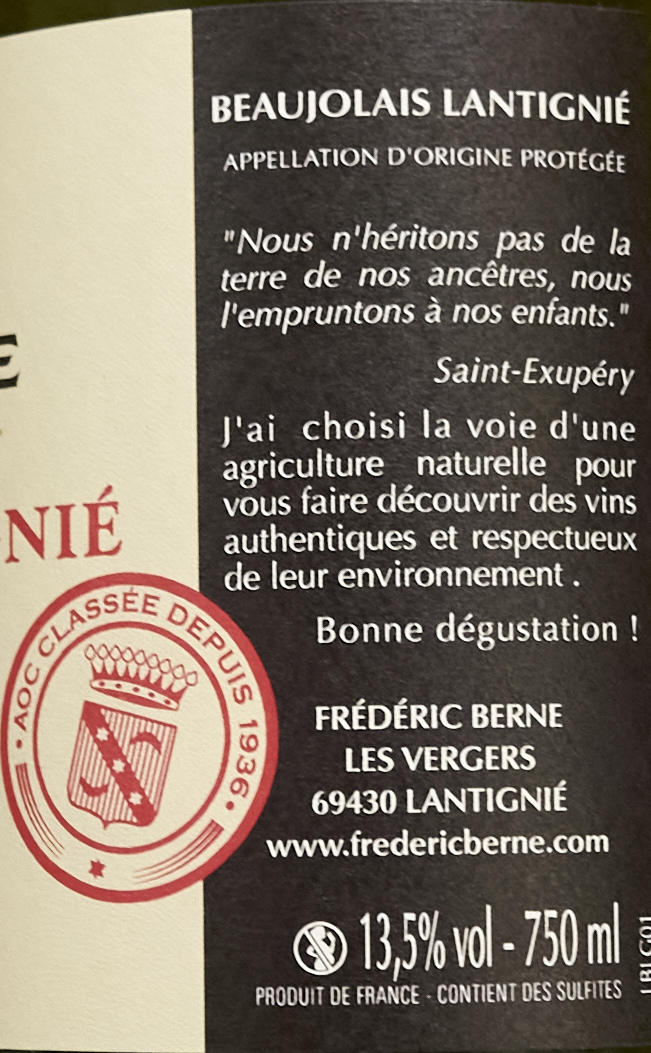 BEAUJOLAIS LANTIGNIÉ
APPELLATION D'ORIGINE PROTÉGÉE
"Nous n'héritons pas de la
terre de nos ancêtres, nous
l'empruntons à nos enfants."
Saint-Exupéry
J'ai choisi la voie d'une
agriculture naturelle pour
vous faire découvrir des vins
authentiques et respectueux
de leur environnement .
Bonne dégustation !
FRÉDÉRIC BERNE
LES VERGERS
69430 LANTIGNIÉ
www.fredericberne.com
13,5% vol - 750 ml
PRODUIT DE FRANCE - CONTIENT DES SULFITES
E
NIÉ
• AOC CLASSÉE DEPUIS 1936 •